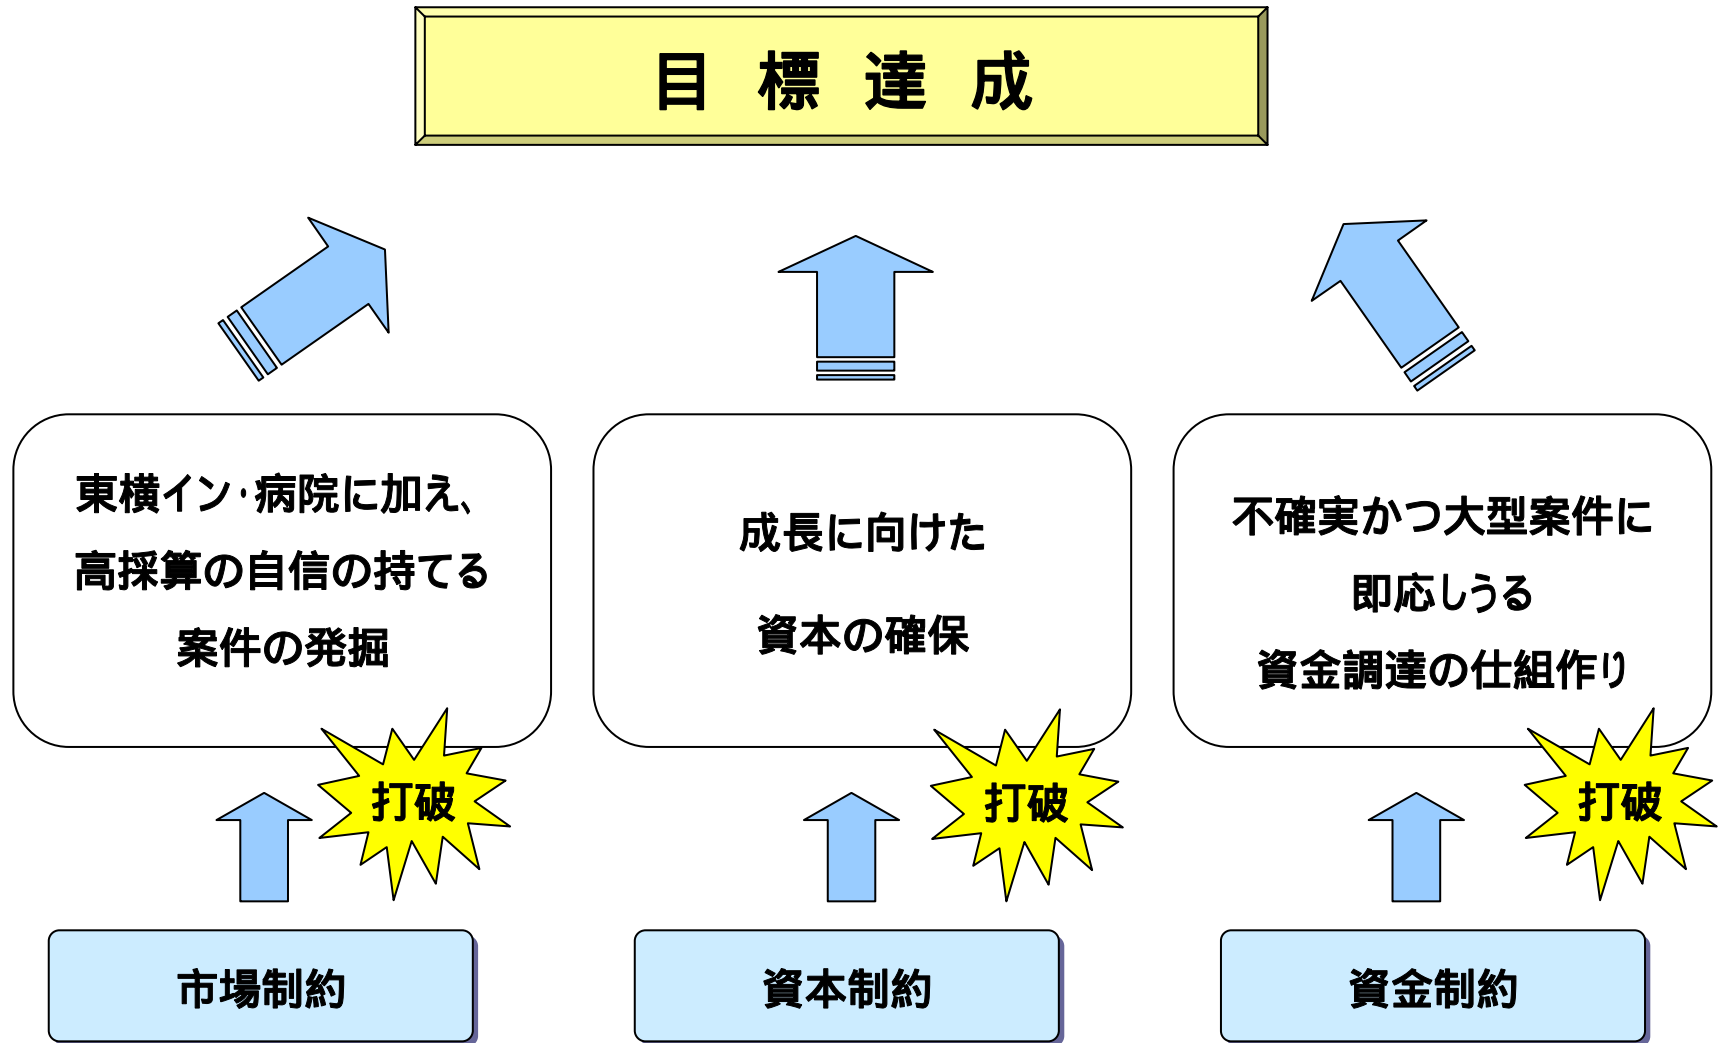 目標達成
東横イン・病院に加え、
高採算の自信の持てる
案件の発掘
成長に向けた
資本の確保
不確実かつ大型案件に
即応しうる
資金調達の仕組作り
打破
打破
打破
市場制約
資本制約
資金制約